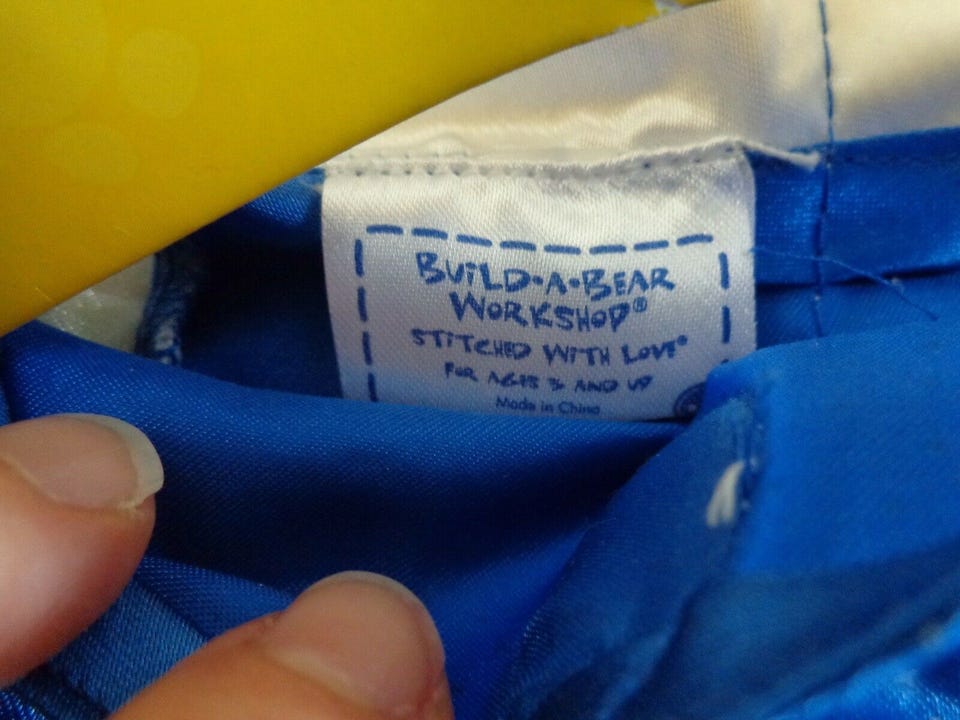 BUiLD•A•BEAR
WORKSHOP®
STiTCHED WiTH LOVE®
FOR AGES 3 AND UP
Made in China